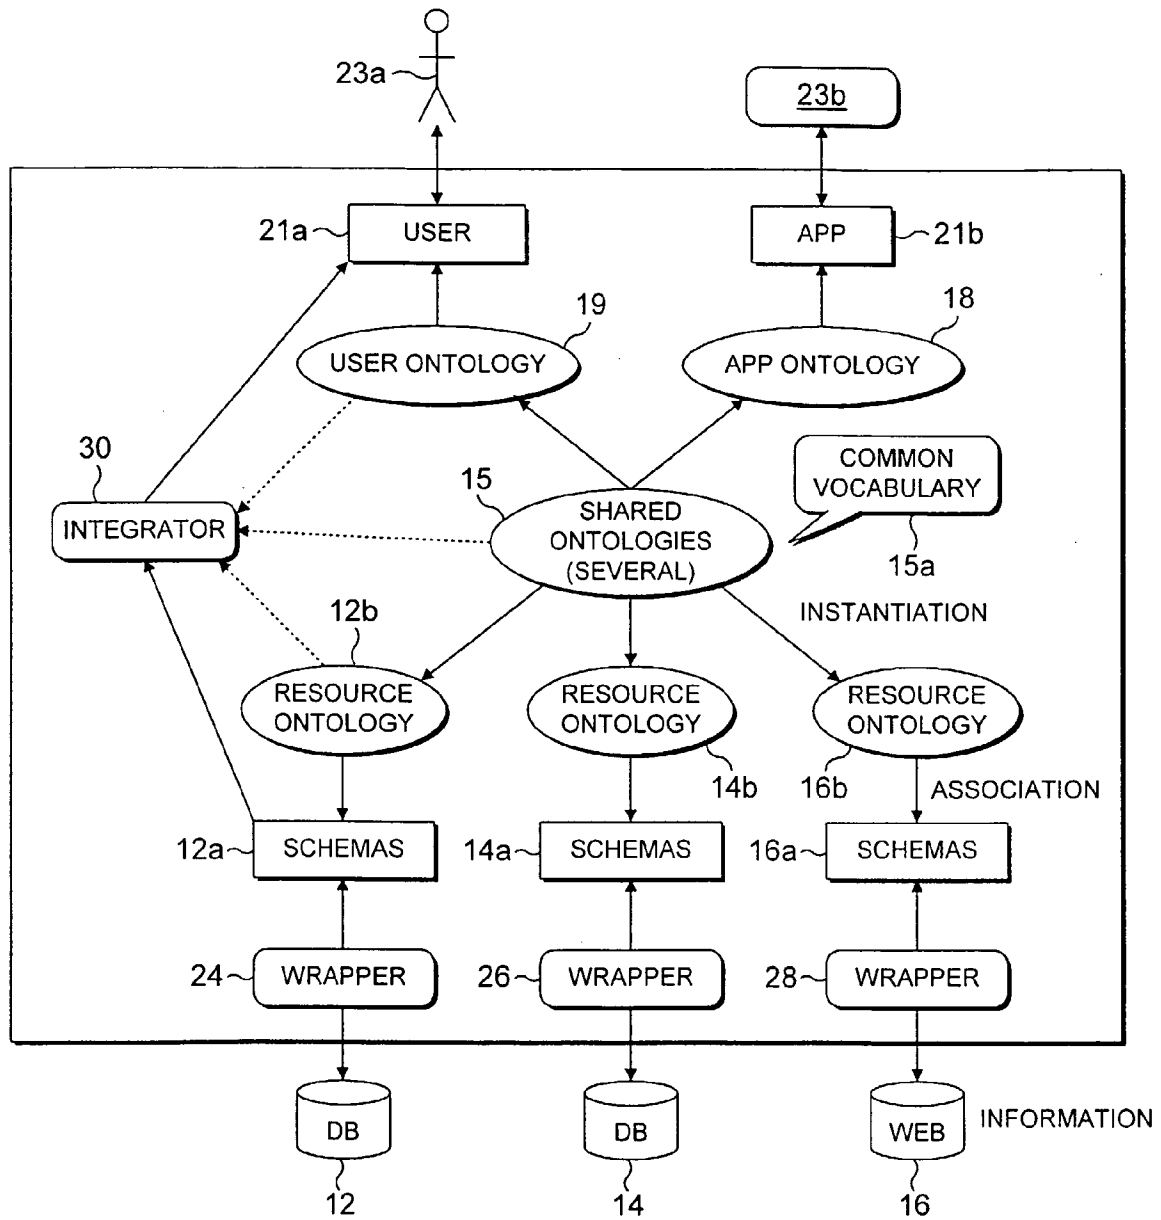 23a
23b
21a
USER
APP
21b
19
18
USER ONTOLOGY
APP ONTOLOGY
30
INTEGRATOR
15
SHARED
ONTOLOGIES
(SEVERAL)
COMMON
VOCABULARY
15a
INSTANTIATION
12b
RESOURCE
ONTOLOGY
RESOURCE
ONTOLOGY
14b
RESOURCE
ONTOLOGY
16b
ASSOCIATION
12a
SCHEMAS
14a
SCHEMAS
16a
SCHEMAS
24
WRAPPER
26
WRAPPER
28
WRAPPER
DB
DB
WEB
INFORMATION
12
14
16